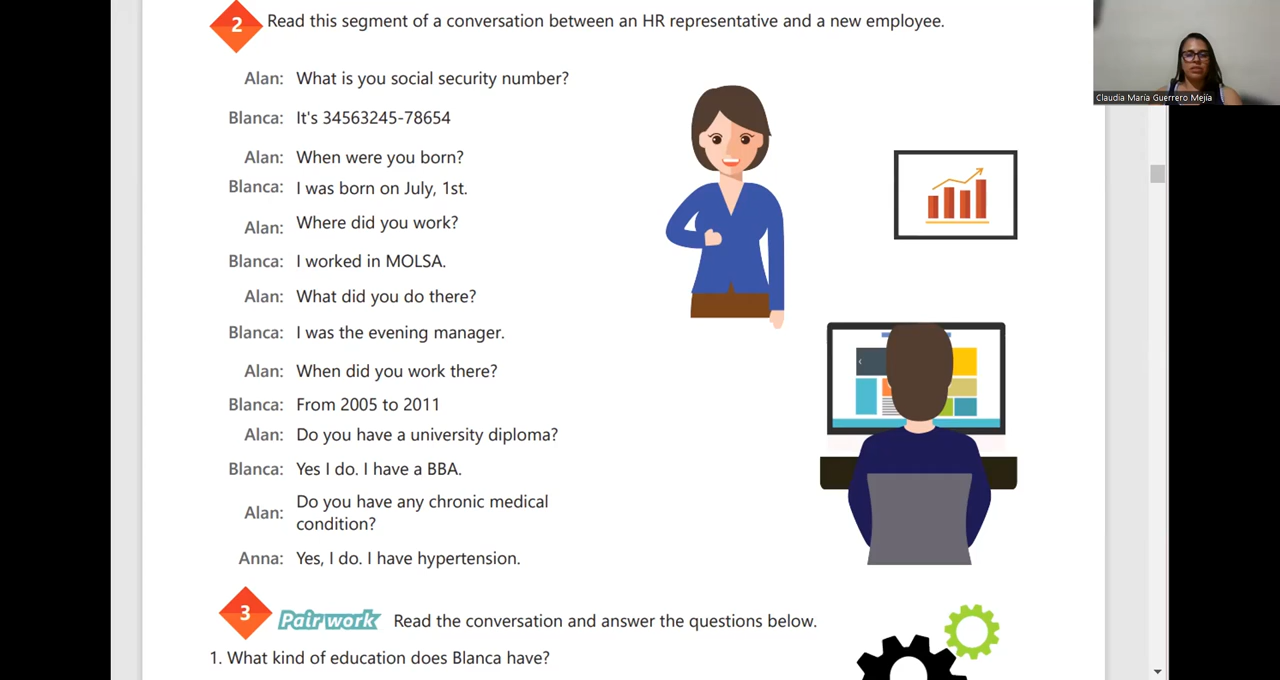 2 Read this segment of a conversation between an HR representative and a new employee.
Claudia María Guerrero Mejía
Alan: What is you social security number?
Blanca: It's 34563245-78654
Alan: When were you born?
Blanca: I was born on July, 1st.
Alan: Where did you work?
Blanca: I worked in MOLSA.
Alan: What did you do there?
Blanca: I was the evening manager.
Alan: When did you work there?
Blanca: From 2005 to 2011
Alan: Do you have a university diploma?
Blanca: Yes I do. I have a BBA.
Alan: Do you have any chronic medical
condition?
Anna: Yes, I do. I have hypertension.
3 Pair work Read the conversation and answer the questions below.
1. What kind of education does Blanca have?